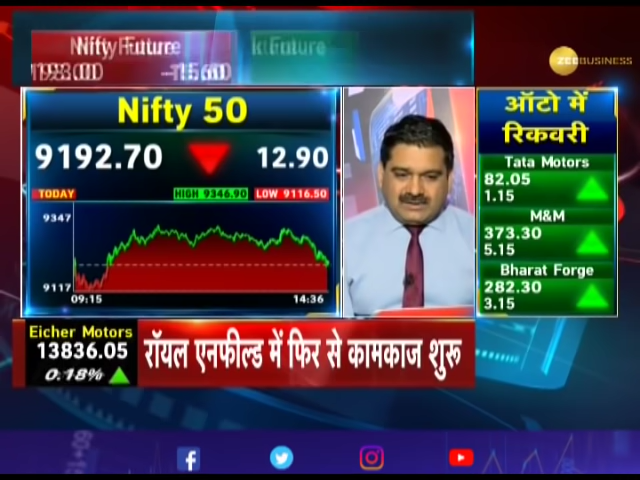 Nifty Future
ZEEBUSINESS
Nifty 50
9192.70
12.90
TODAY
HIGH 9346.90
LOW 9116.50
9347
9117
09:15
14:36
ऑटो में
रिकवरी
Tata Motors
82.05
1.15
M&M
373.30
5.15
Bharat Forge
282.30
3.15
Eicher Motors
13836.05
0.18%
रॉयल एनफील्ड में फिर से कामकाज शुरू